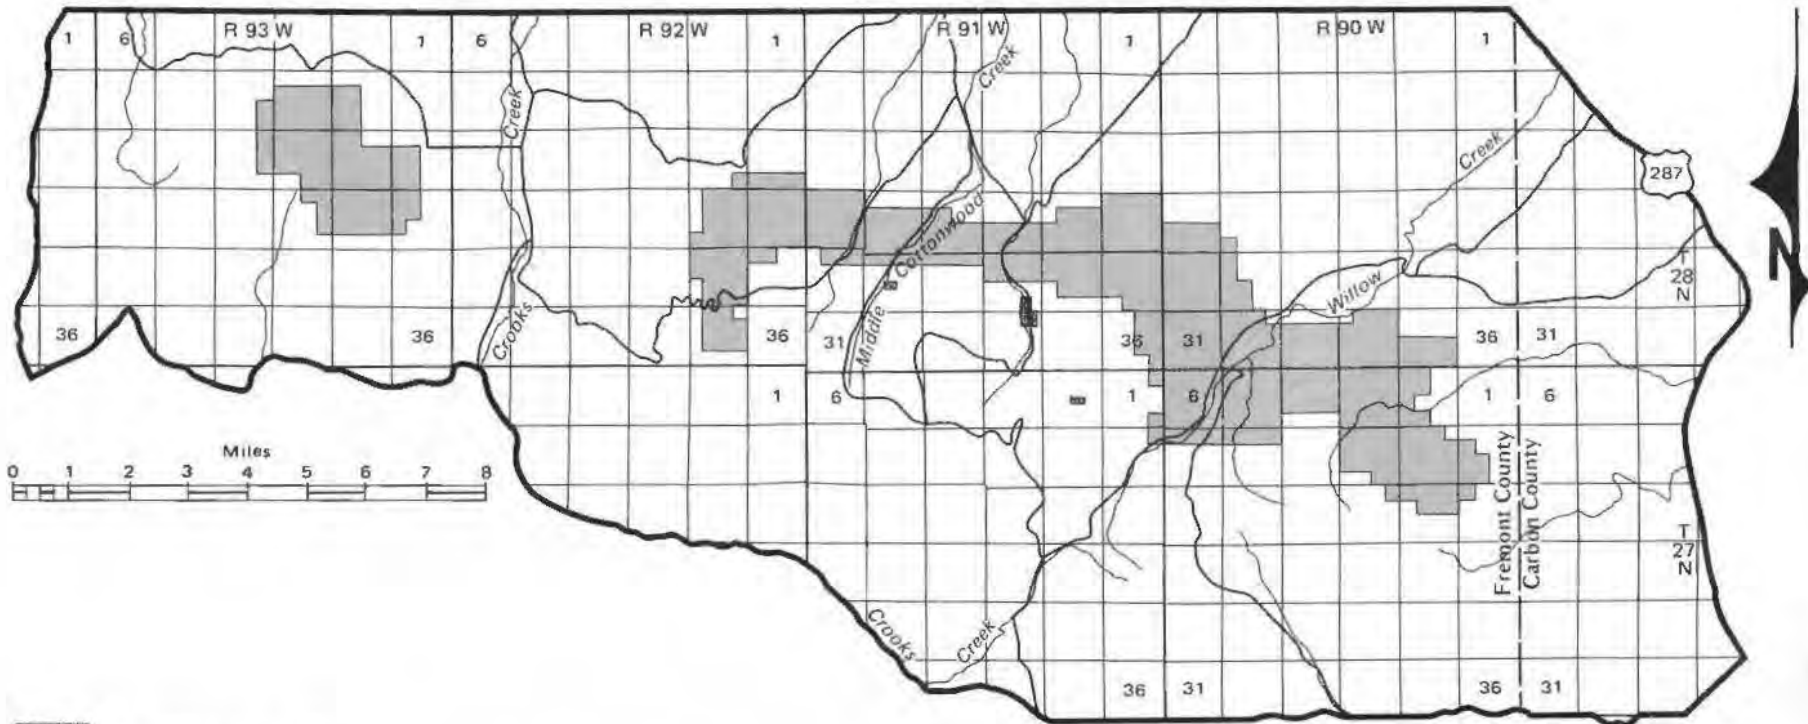 R 93 W
R 92 W
R 91 W
R 90 W
1
6
1
6
1
1
1
Creek
Creek
Creek
287
Cottonwood
T
28
N
Willow
36
36
Crooks
36
31
Middle
36
31
36
31
1
6
1
6
1
6
Miles
0 1 2 3 4 5 6 7 8
Fremont County
Carbon County
T
27
N
Crooks
Creek
36
31
36
31
N